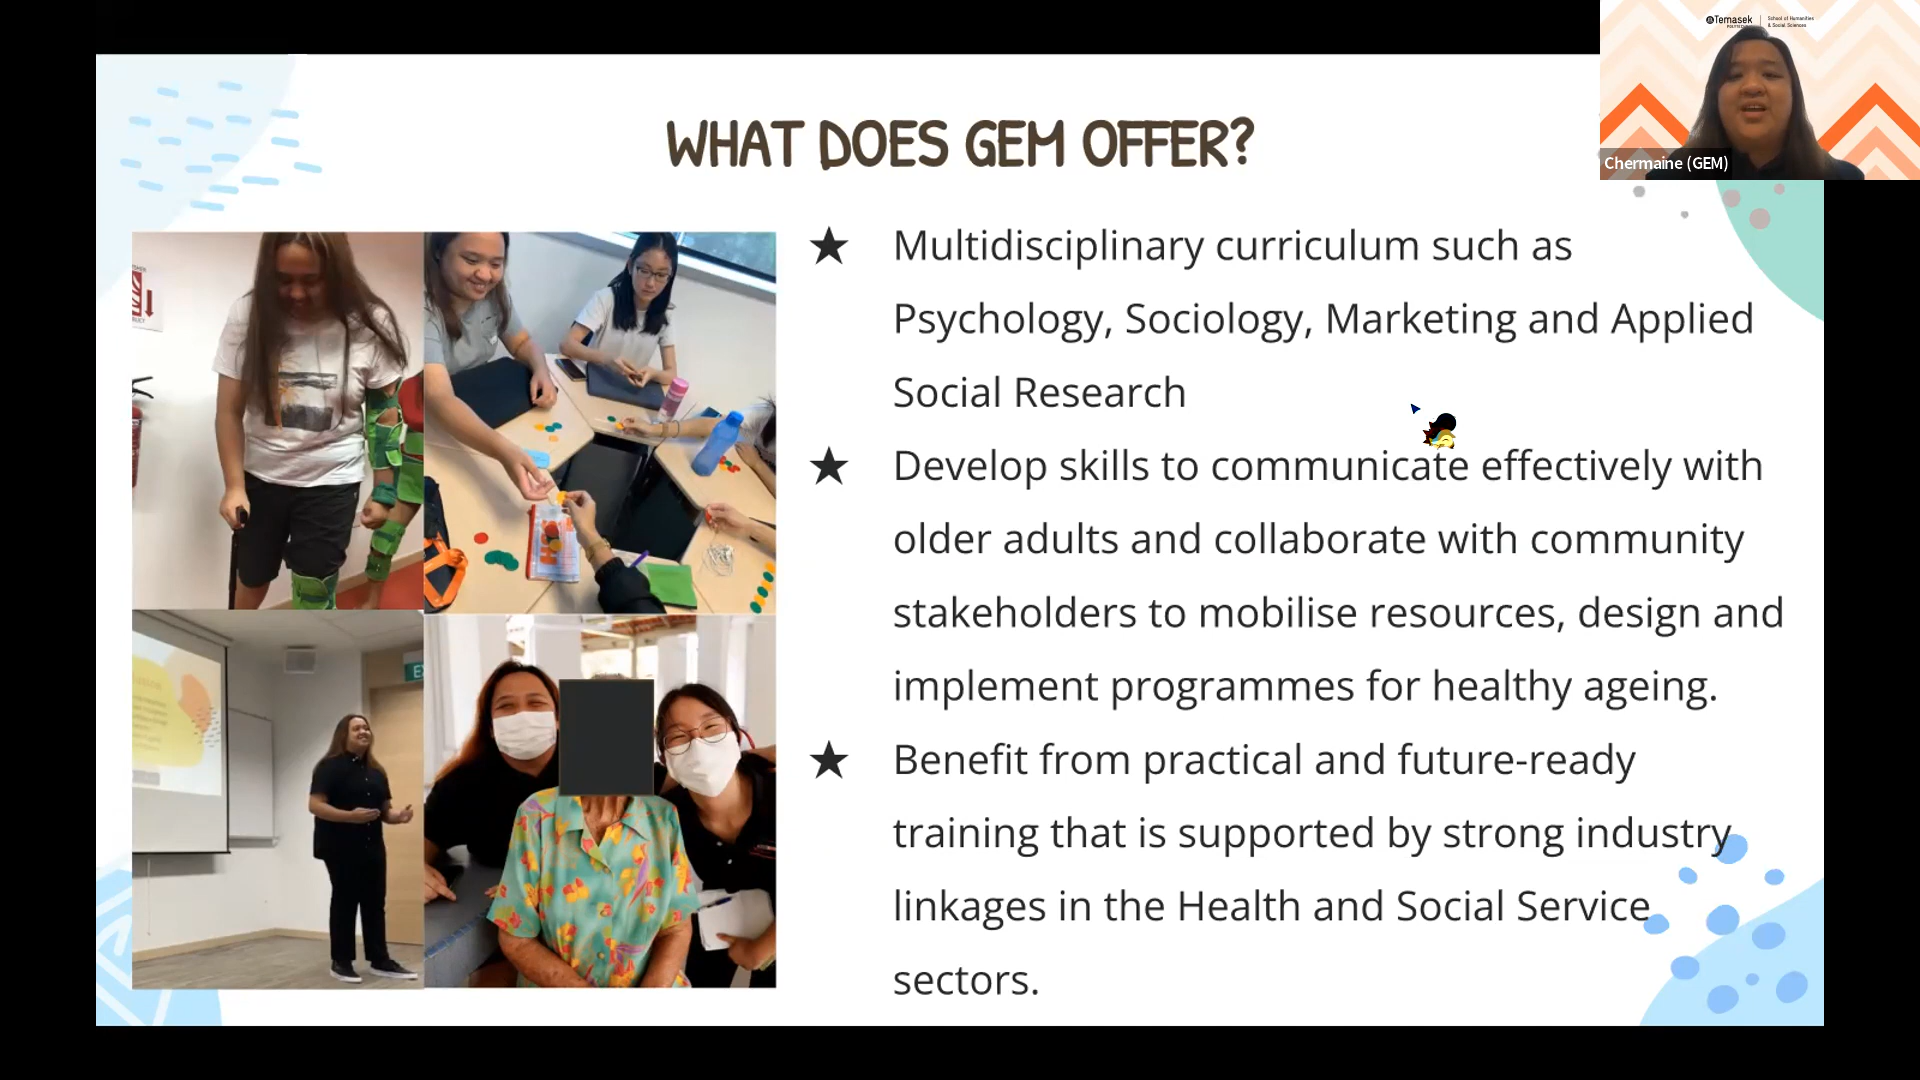 Temasek
POLYTECHNIC
School of Humanities
& Social Sciences
Chermaine (GEM)
WHAT DOES GEM OFFER?
★ Multidisciplinary curriculum such as
Psychology, Sociology, Marketing and Applied
Social Research
★ Develop skills to communicate effectively with
older adults and collaborate with community
stakeholders to mobilise resources, design and
implement programmes for healthy ageing.
★ Benefit from practical and future-ready
training that is supported by strong industry
linkages in the Health and Social Service
sectors.